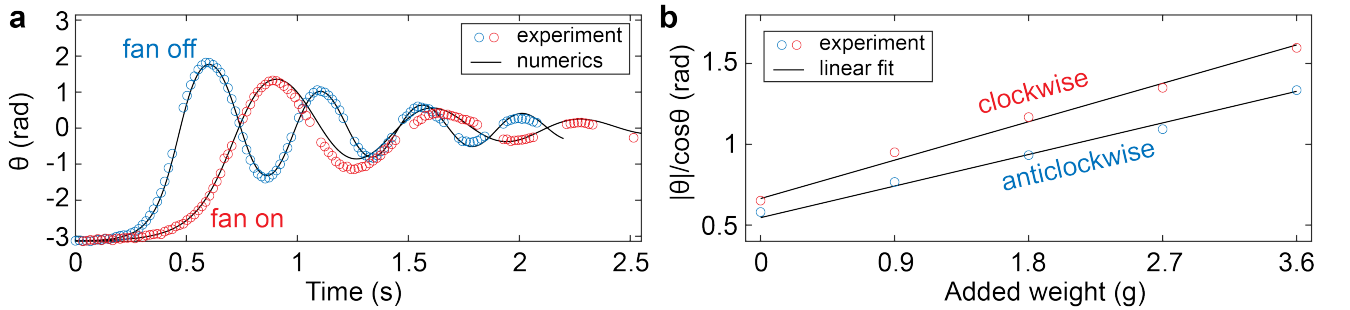 a
3
2
1
0
-1
-2
-3
θ (rad)
fan off
fan on
experiment
numerics
0
0.5
1
1.5
2
2.5
Time (s)
b
1.5
1
0.5
|θ|/cosθ (rad)
experiment
linear fit
clockwise
anticlockwise
0
0.9
1.8
2.7
3.6
Added weight (g)